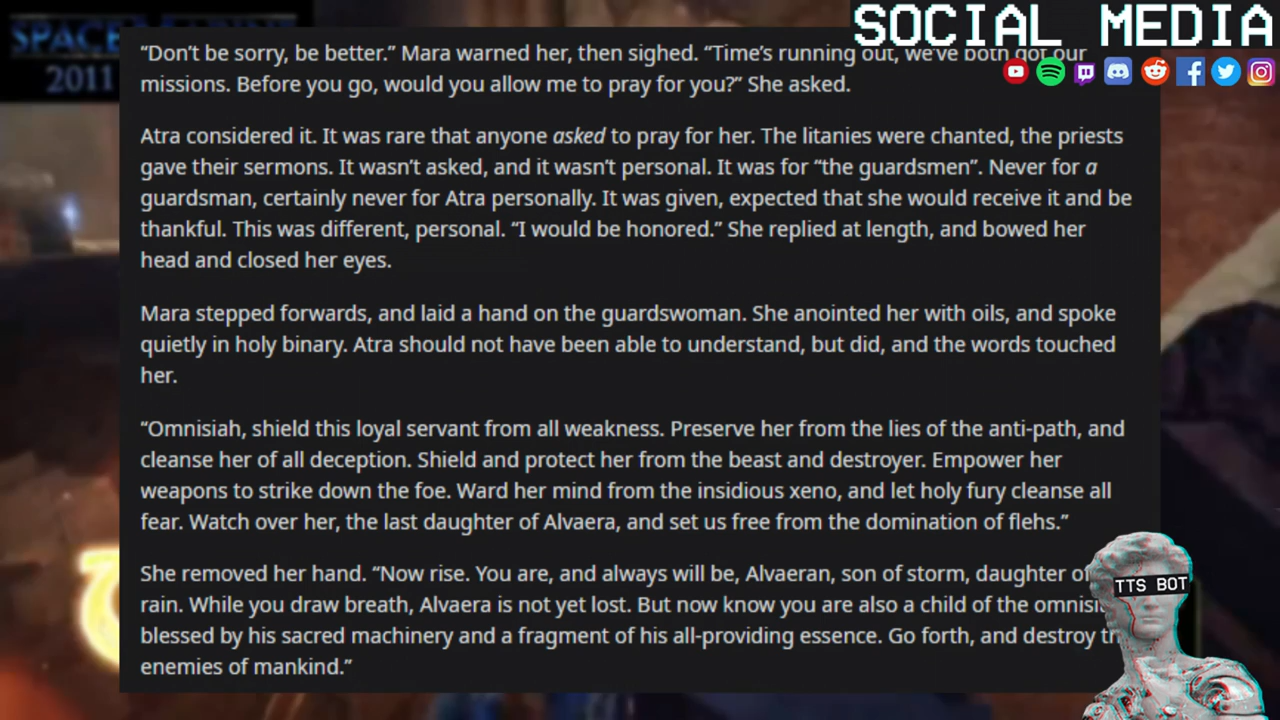 SPACE MARINE
2011
SOCIAL MEDIA
“Don’t be sorry, be better.” Mara warned her, then sighed. “Time’s running out, we’ve both got our
missions. Before you go, would you allow me to pray for you?” She asked.
Atra considered it. It was rare that anyone asked to pray for her. The litanies were chanted, the priests
gave their sermons. It wasn’t asked, and it wasn’t personal. It was for “the guardsmen”. Never for a
guardsman, certainly never for Atra personally. It was given, expected that she would receive it and be
thankful. This was different, personal. “I would be honored.” She replied at length, and bowed her
head and closed her eyes.
Mara stepped forwards, and laid a hand on the guardswoman. She anointed her with oils, and spoke
quietly in holy binary. Atra should not have been able to understand, but did, and the words touched
her.
“Omnisiah, shield this loyal servant from all weakness. Preserve her from the lies of the anti-path, and
cleanse her of all deception. Shield and protect her from the beast and destroyer. Empower her
weapons to strike down the foe. Ward her mind from the insidious xeno, and let holy fury cleanse all
fear. Watch over her, the last daughter of Alvaera, and set us free from the domination of flehs.”
She removed her hand. “Now rise. You are, and always will be, Alvaeran, son of storm, daughter of
rain. While you draw breath, Alvaera is not yet lost. But now know you are also a child of the omnisi
blessed by his sacred machinery and a fragment of his all-providing essence. Go forth, and destroy th
enemies of mankind.”
TTS BOT